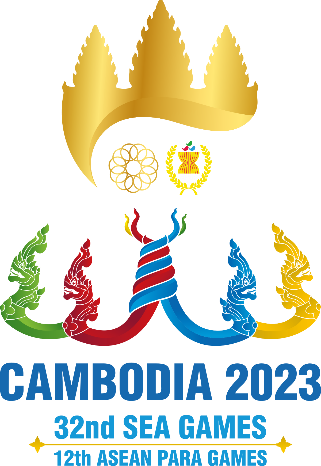 CAMBODIA 2023
32nd SEA GAMES
12th ASEAN PARA GAMES